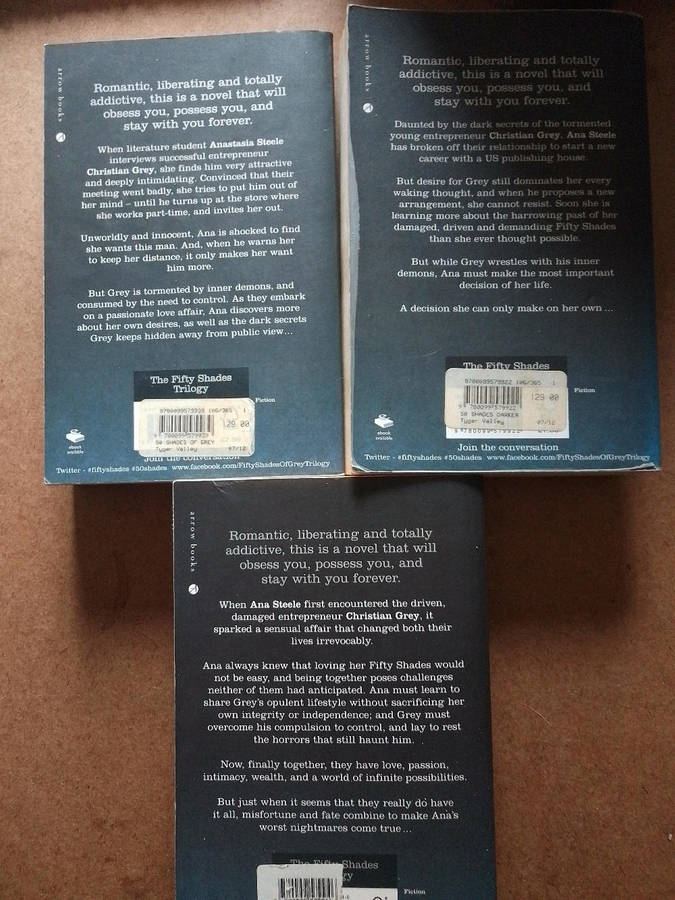 arrow books
Romantic, liberating and totally
addictive, this is a novel that will
obsess you, possess you, and
stay with you forever.
When literature student Anastasia Steele
interviews successful entrepreneur
Christian Grey, she finds him very attractive
and deeply intimidating. Convinced that their
meeting went badly, she tries to put him out of
her mind – until he turns up at the store where
she works part-time, and invites her out.
Unworldly and innocent, Ana is shocked to find
she wants this man. And, when he warns her
to keep her distance, it only makes her want
him more.
But Grey is tormented by inner demons, and
consumed by the need to control. As they embark
on a passionate love affair, Ana discovers more
about her own desires, as well as the dark secrets
Grey keeps hidden away from public view...
The Fifty Shades
Trilogy
Fiction
129 00
50 SHADES OF GREY
Type: Valley 07/12
ebook
available
Join the conversation
Twitter - #fiftyshades #50shades www.facebook.com/FiftyShadesOfGreyTrilogy
arrow books
Romantic, liberating and totally
addictive, this is a novel that will
obsess you, possess you, and
stay with you forever.
Daunted by the dark secrets of the tormented
young entrepreneur Christian Grey, Ana Steele
has broken off their relationship to start a new
career with a US publishing house.
But desire for Grey still dominates her every
waking thought, and when he proposes a new
arrangement, she cannot resist. Soon she is
learning more about the harrowing past of her
damaged, driven and demanding Fifty Shades
than she ever thought possible.
But while Grey wrestles with his inner
demons, Ana must make the most important
decision of her life.
A decision she can only make on her own ...
The Fifty Shades
Fiction
9780099579922 106/365 1
129 00
9 780099 579922
50 SHADES DARKER
Type: Valley 07/12
9 780099 579922
ebook
available
Join the conversation
Twitter - #fiftyshades #50shades www.facebook.com/FiftyShadesOfGreyTrilogy
arrow books
Romantic, liberating and totally
addictive, this is a novel that will
obsess you, possess you, and
stay with you forever.
When Ana Steele first encountered the driven,
damaged entrepreneur Christian Grey, it
sparked a sensual affair that changed both their
lives irrevocably.
Ana always knew that loving her Fifty Shades would
not be easy, and being together poses challenges
neither of them had anticipated. Ana must learn to
share Grey's opulent lifestyle without sacrificing her
own integrity or independence; and Grey must
overcome his compulsion to control, and lay to rest
the horrors that still haunt him.
Now, finally together, they have love, passion,
intimacy, wealth, and a world of infinite possibilities.
But just when it seems that they really do have
it all, misfortune and fate combine to make Ana's
worst nightmares come true ...
The Fifty Shades
gy
Fiction